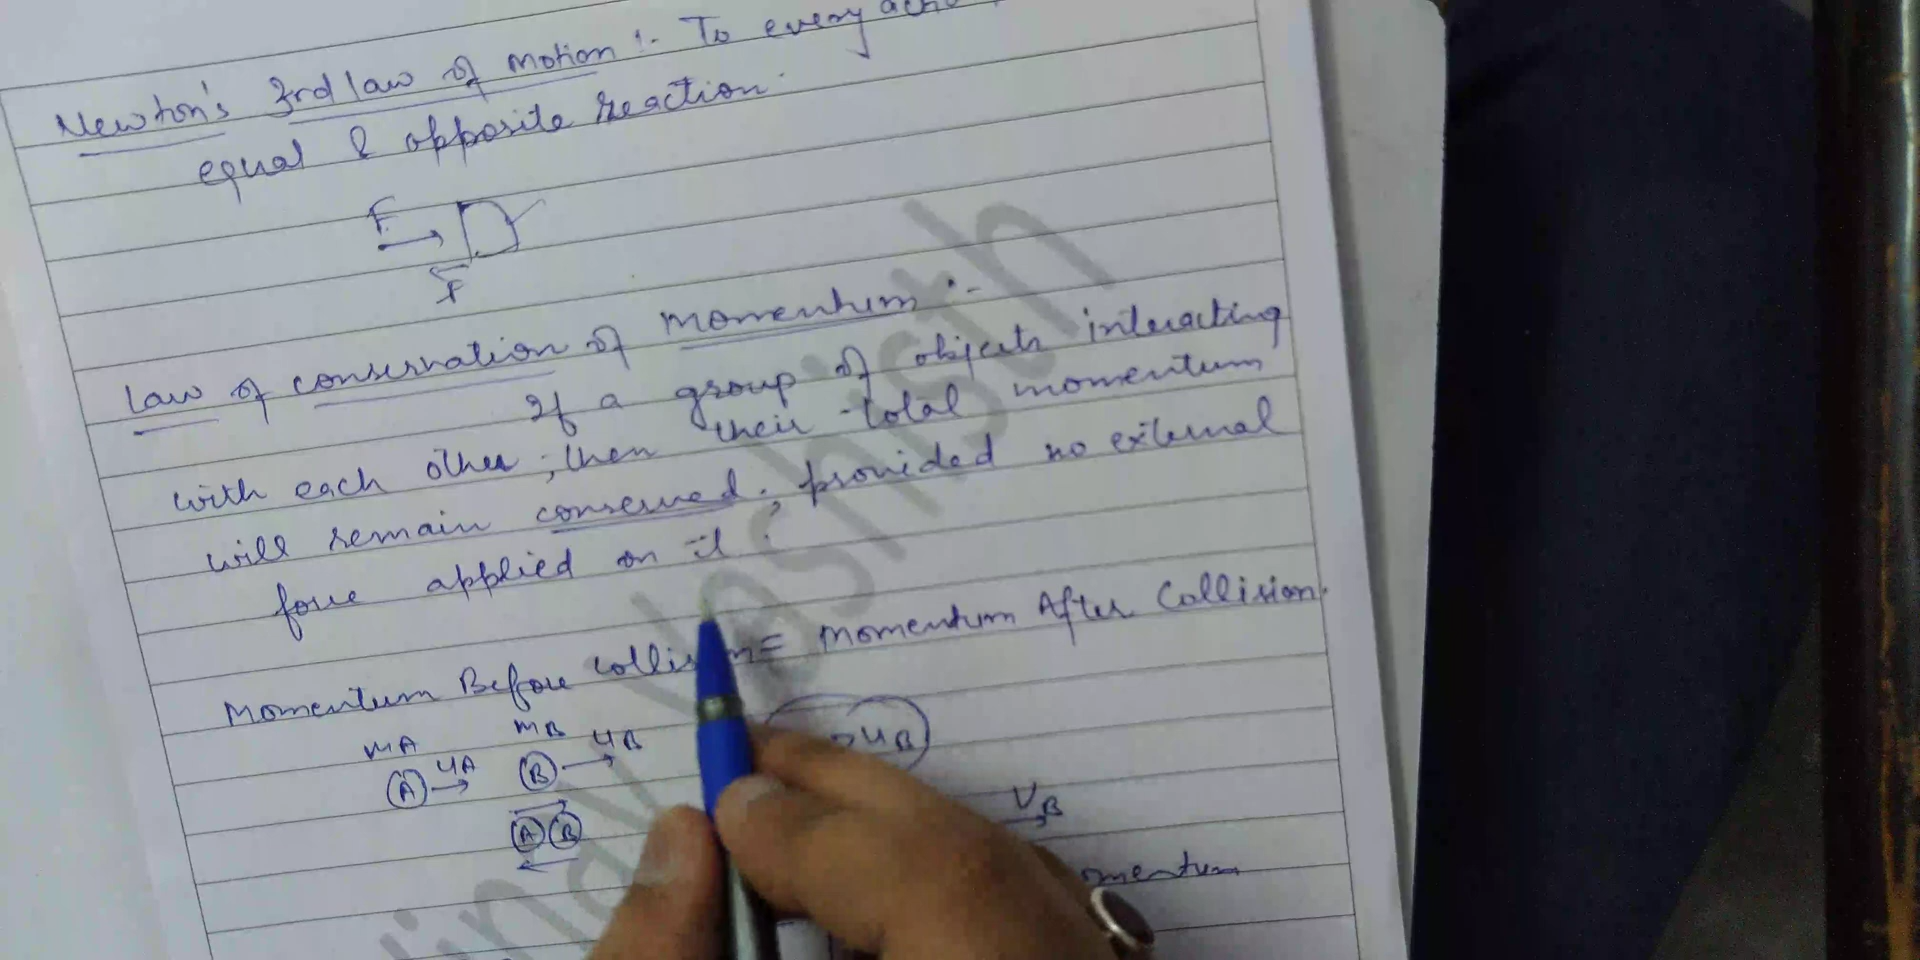 Newton's 3rd law of motion :- To every
equal & opposite reaction.
F
F
Law of conservation of momentum :-
If a group of objects interacting
with each other, then their total momentum
will remain conserved, provided no external
force applied on it.
Momentum Before = Momentum After Collision.
mA uA mB uB
A B
uB
A B
VB